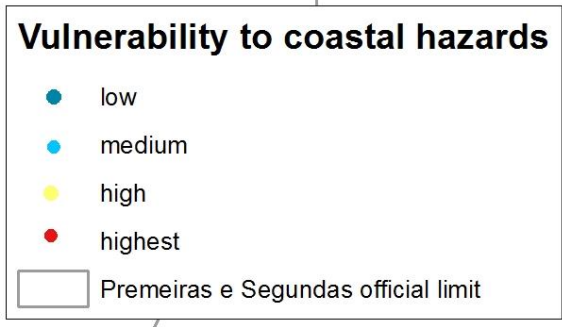 Vulnerability to coastal hazards
low
medium
high
highest
Premeiras e Segundas official limit